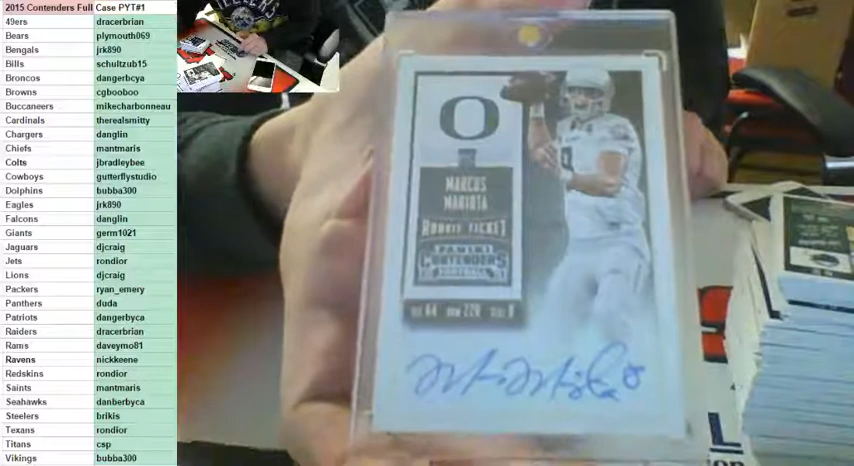 2015 Contenders Full Case PYT#1
49ers dracerbrian
Bears plymouth069
Bengals jrk890
Bills schultzub15
Broncos dangerbcya
Browns cgbooboo
Buccaneers mikecharbonneau
Cardinals therealsmitty
Chargers danglin
Chiefs mantmaris
Colts jbradleybee
Cowboys gutterflystudio
Dolphins bubba300
Eagles jrk890
Falcons danglin
Giants germ1021
Jaguars djcraig
Jets rondior
Lions djcraig
Packers ryan_emery
Panthers duda
Patriots dangerbya
Raiders dracerbrian
Rams daveymo81
Ravens nickkeene
Redskins rondior
Saints mantmaris
Seahawks danberbyca
Steelers brikis
Texans rondior
Titans csp
Vikings bubba300
O
MARCUS
MARIOTA
ROOKIE TICKET
PANINI
CONTENDERS
FOOTBALL